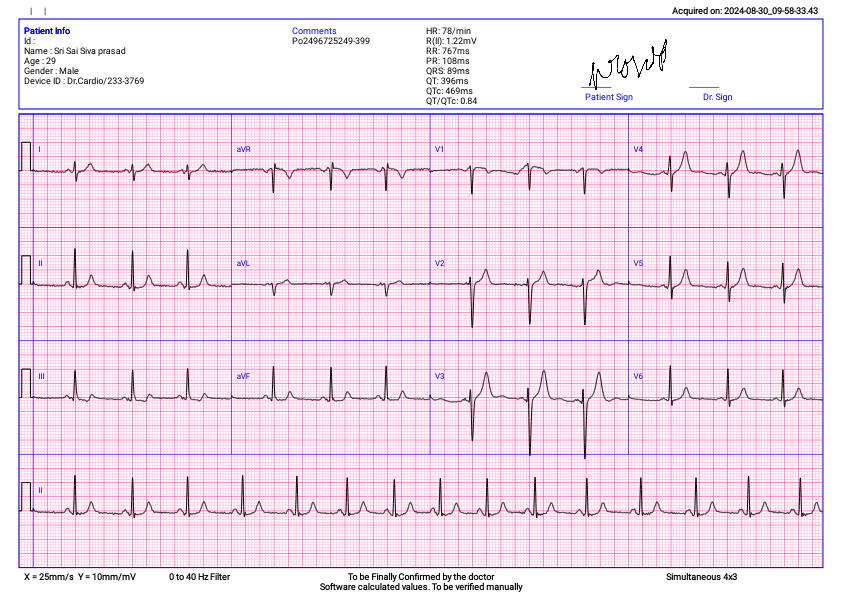 Acquired on: 2024-08-30_09-58-33.43
Patient Info
Id :
Name : Sri Sai Siva prasad
Age : 29
Gender : Male
Device ID : Dr.Cardio/233-3769
Comments
Po2496725249-399
HR: 78/min
R(II): 1.22mV
RR: 767ms
PR: 108ms
QRS: 89ms
QT: 396ms
QTc: 469ms
QT/QTc: 0.84
Patient Sign
Dr. Sign
I aVR V1 V4
II aVL V2 V5
III aVF V3 V6
II
X = 25mm/s Y = 10mm/mV 0 to 40 Hz Filter To be Finally Confirmed by the doctor Simultaneous 4x3
Software calculated values. To be verified manually